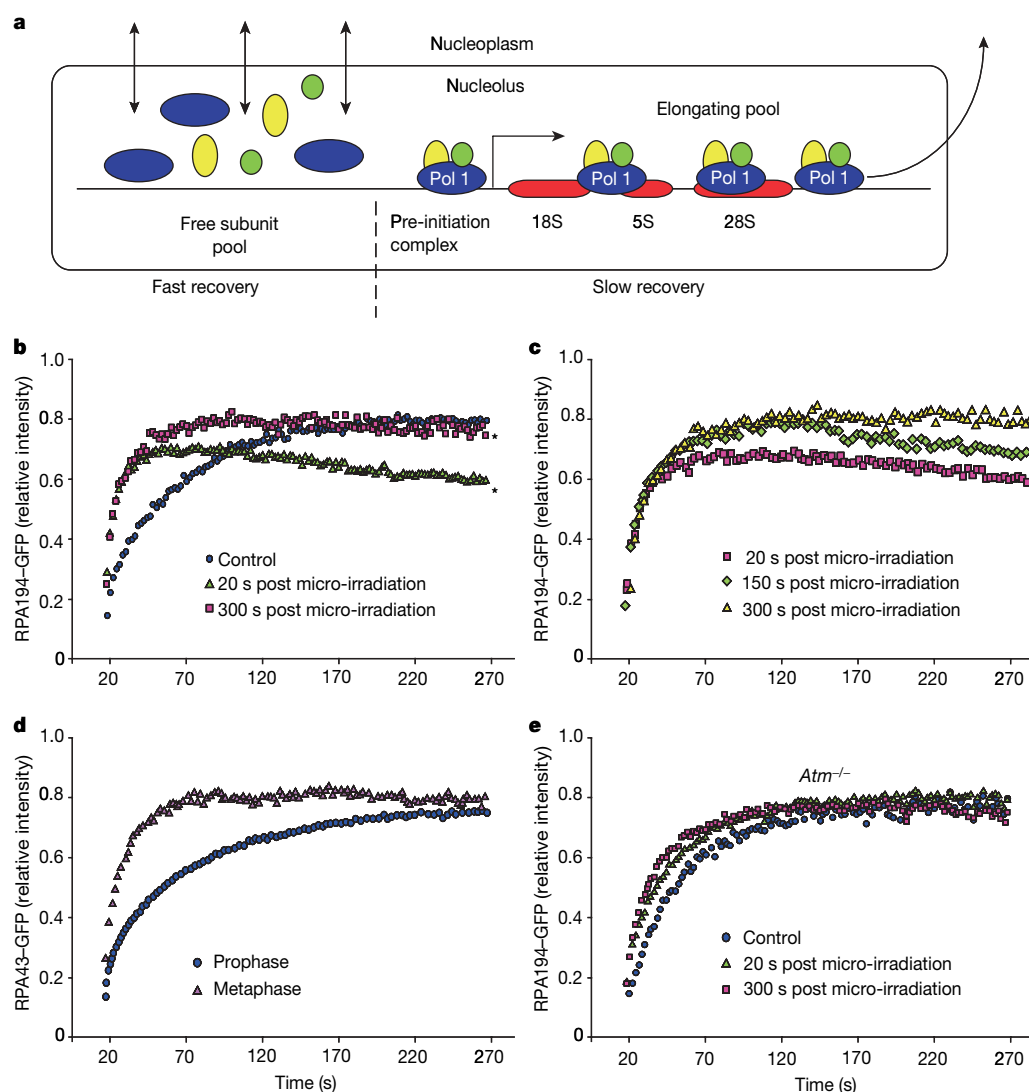 a
Nucleoplasm
Nucleolus
Elongating pool
Pol 1
Pol 1
Pol 1
Pol 1
Free subunit
pool
Pre-initiation
complex
18S
5S
28S
Fast recovery
Slow recovery
b
RPA194–GFP (relative intensity)
1.0
0.8
0.6
0.4
0.2
0
*
*
Control
20 s post micro-irradiation
300 s post micro-irradiation
20
70
120
170
220
270
c
RPA194–GFP (relative intensity)
1.0
0.8
0.6
0.4
0.2
0
20 s post micro-irradiation
150 s post micro-irradiation
300 s post micro-irradiation
20
70
120
170
220
270
d
RPA43–GFP (relative intensity)
1.0
0.8
0.6
0.4
0.2
0
Prophase
Metaphase
20
70
120
170
220
270
Time (s)
e
RPA194–GFP (relative intensity)
1.0
0.8
0.6
0.4
0.2
0
Atm–/–
Control
20 s post micro-irradiation
300 s post micro-irradiation
20
70
120
170
220
270
Time (s)